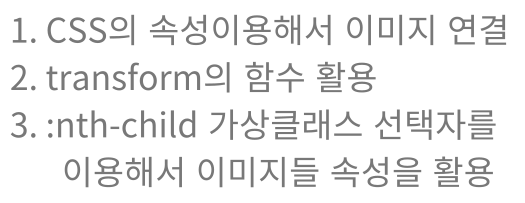 1. CSS의 속성이용해서 이미지 연결
2. transform의 함수 활용
3. :nth-child 가상클래스 선택자를
이용해서 이미지들 속성을 활용